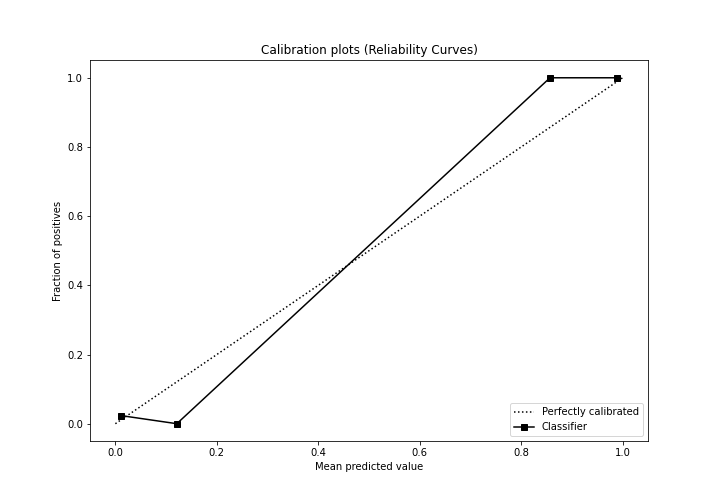 Calibration plots (Reliability Curves)
1.0
0.8
0.6
0.4
0.2
0.0
Fraction of positives
0.0 0.2 0.4 0.6 0.8 1.0
Mean predicted value
Perfectly calibrated
Classifier